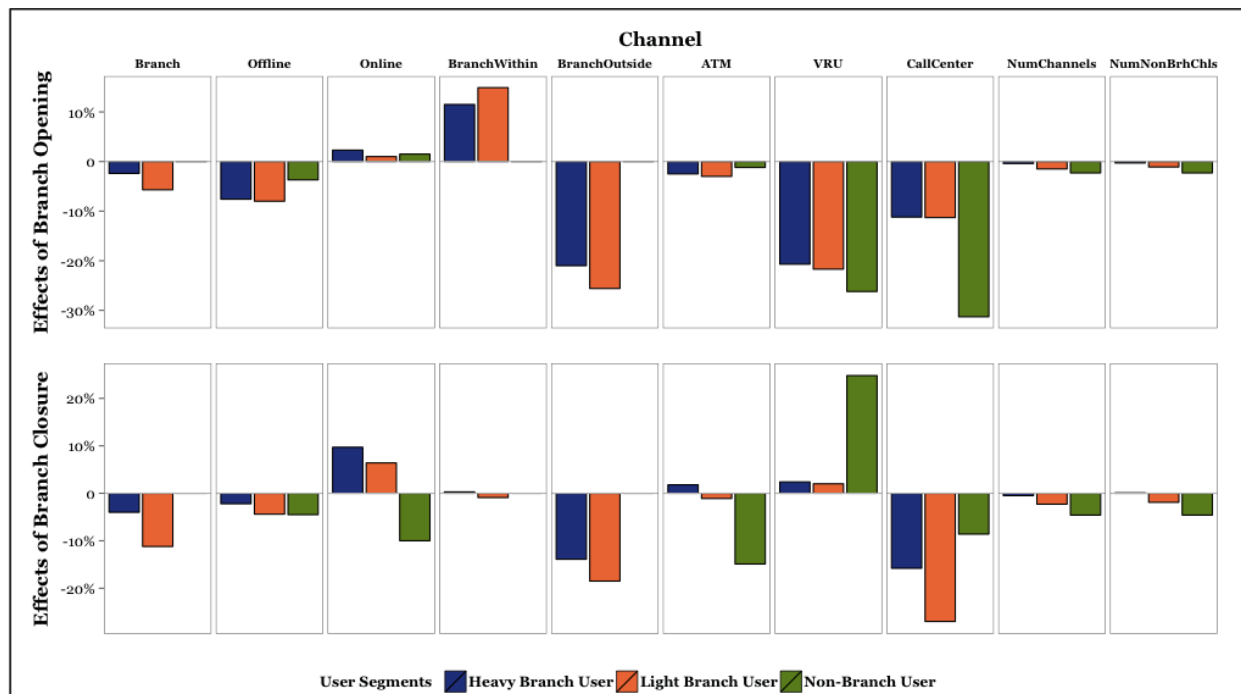 Channel
Branch Offline Online BranchWithin BranchOutside ATM VRU CallCenter NumChannels NumNonBrhChls
Effects of Branch Opening
10%
0
-10%
-20%
-30%
Effects of Branch Closure
20%
10%
0
-10%
-20%
User Segments Heavy Branch User Light Branch User Non-Branch User